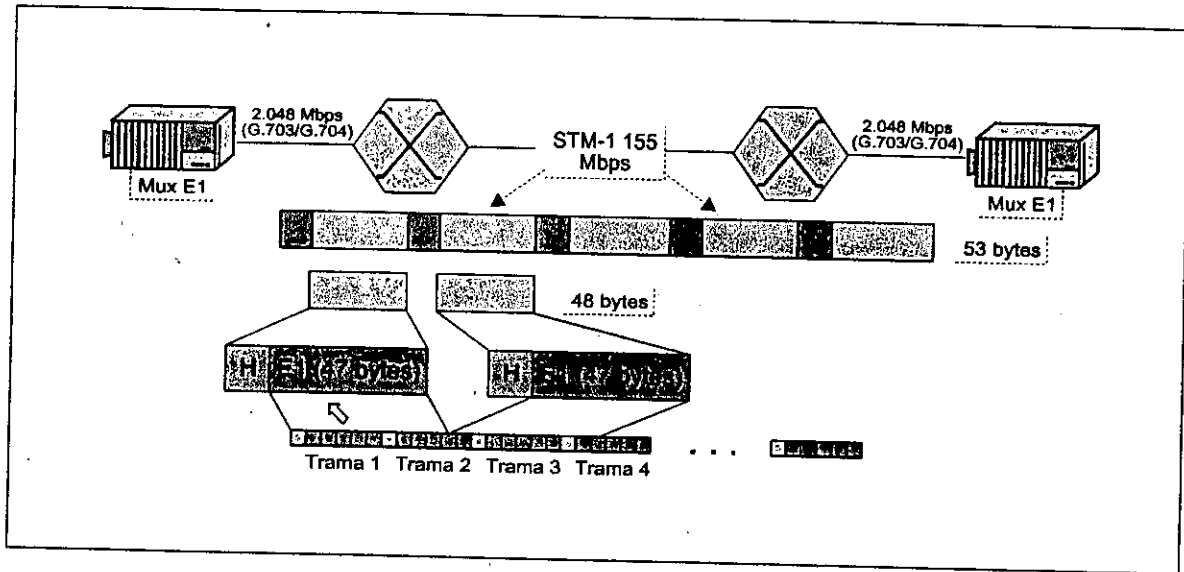 2.048 Mbps
(G.703/G.704)
Mux E1
STM-1 155
Mbps
2.048 Mbps
(G.703/G.704)
Mux E1
53 bytes
48 bytes
H E1 (47 bytes)
H E1 (47 bytes)
Trama 1 Trama 2 Trama 3 Trama 4
. . .